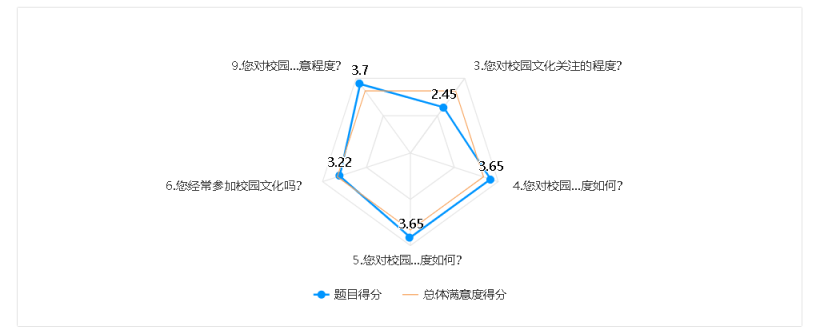 9.您对校园...意程度?
3.您对校园文化关注的程度?
3.7
2.45
3.22
3.65
6.您经常参加校园文化吗?
4.您对校园...度如何?
3.65
5.您对校园...度如何?
题目得分
总体满意度得分